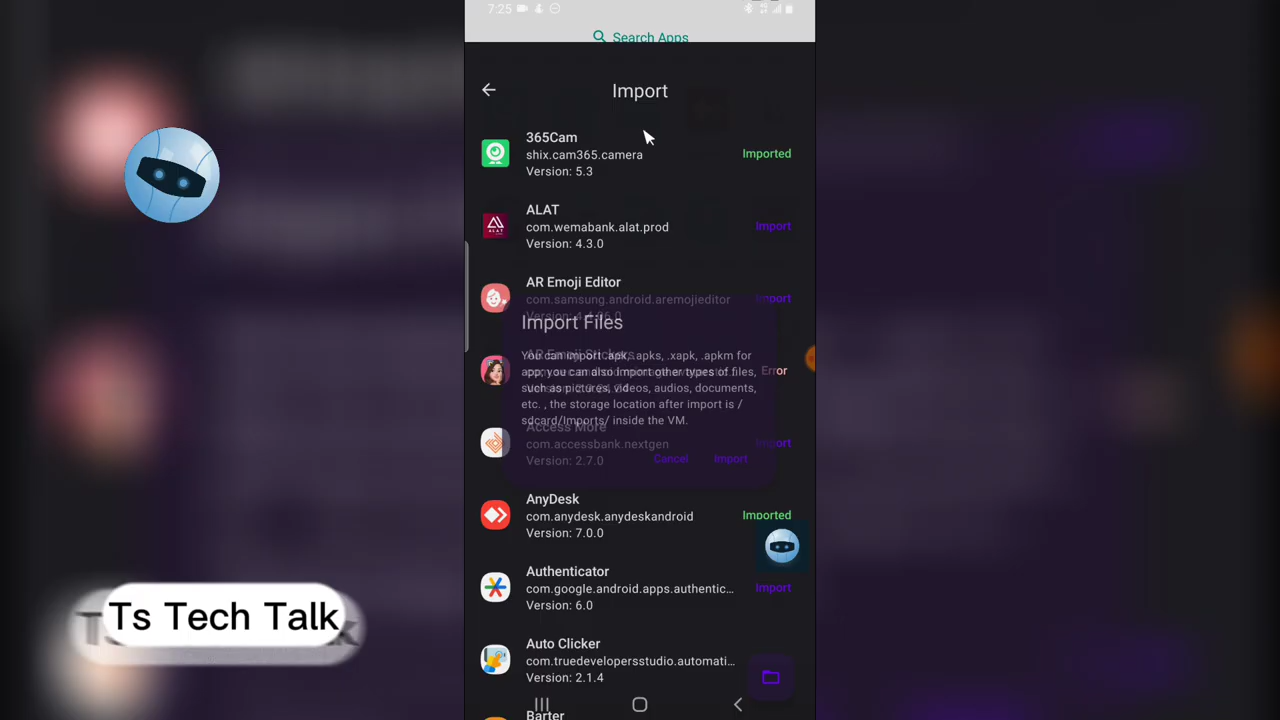 7:25
Search Apps
Import
365Cam
shix.cam365.camera
Version: 5.3
Imported
ALAT
com.wemabank.alat.prod
Version: 4.3.0
Import
AR Emoji Editor
com.samsung.android.aremojieditor
Import
Import Files
You can import .apk, .apks, .xapk, .apkm for
app, you can also import other types of files,
such as pictures, videos, audios, documents,
etc. , the storage location after import is /
sdcard/Imports/ inside the VM.
Error
Access More
com.accessbank.nextgen
Version: 2.7.0
Import
Cancel
Import
AnyDesk
com.anydesk.anydeskandroid
Version: 7.0.0
Imported
Authenticator
com.google.android.apps.authentic...
Version: 6.0
Import
Auto Clicker
com.truedevelopersstudio.automati...
Version: 2.1.4
Barter
Ts Tech Talk